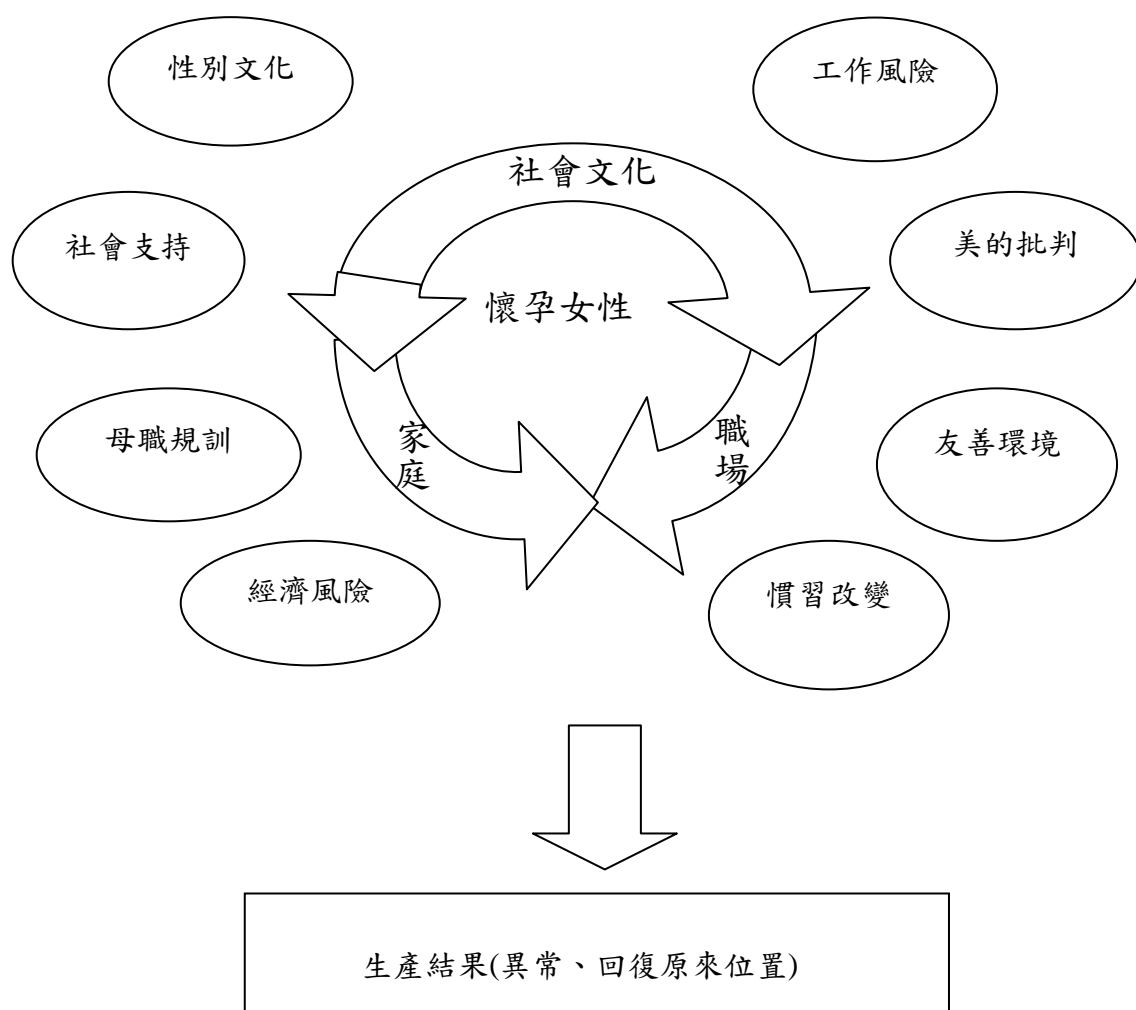 性別文化
工作風險
社會文化
社會支持
美的批判
懷孕女性
母職規訓
家庭
職場
友善環境
經濟風險
慣習改變
生產結果(異常、回復原來位置)